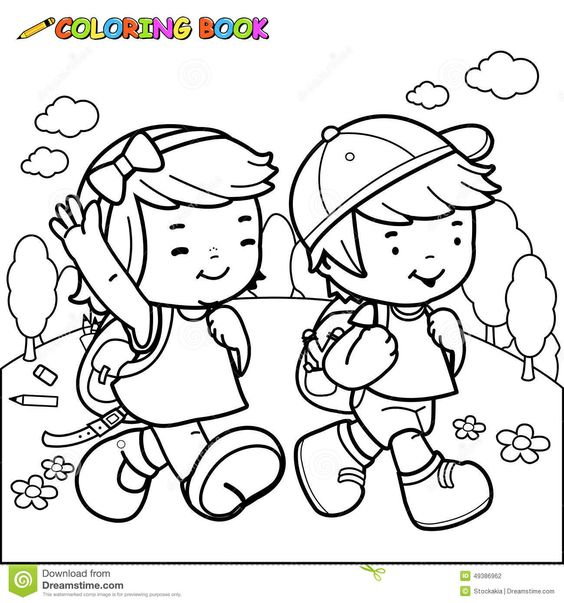 COLORING BOOK
Download from
Dreamstime.com
This watermarked comp image is for previewing purposes only.
49386962
Stockakia | Dreamstime.com